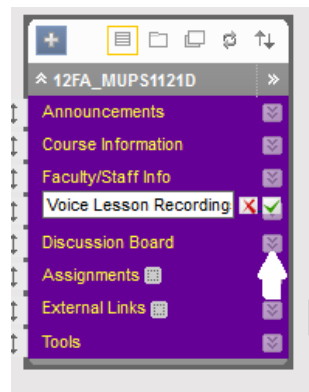 12FA_MUPS1121D
Announcements
Course Information
Faculty/Staff Info
Voice Lesson Recording
Discussion Board
Assignments
External Links
Tools